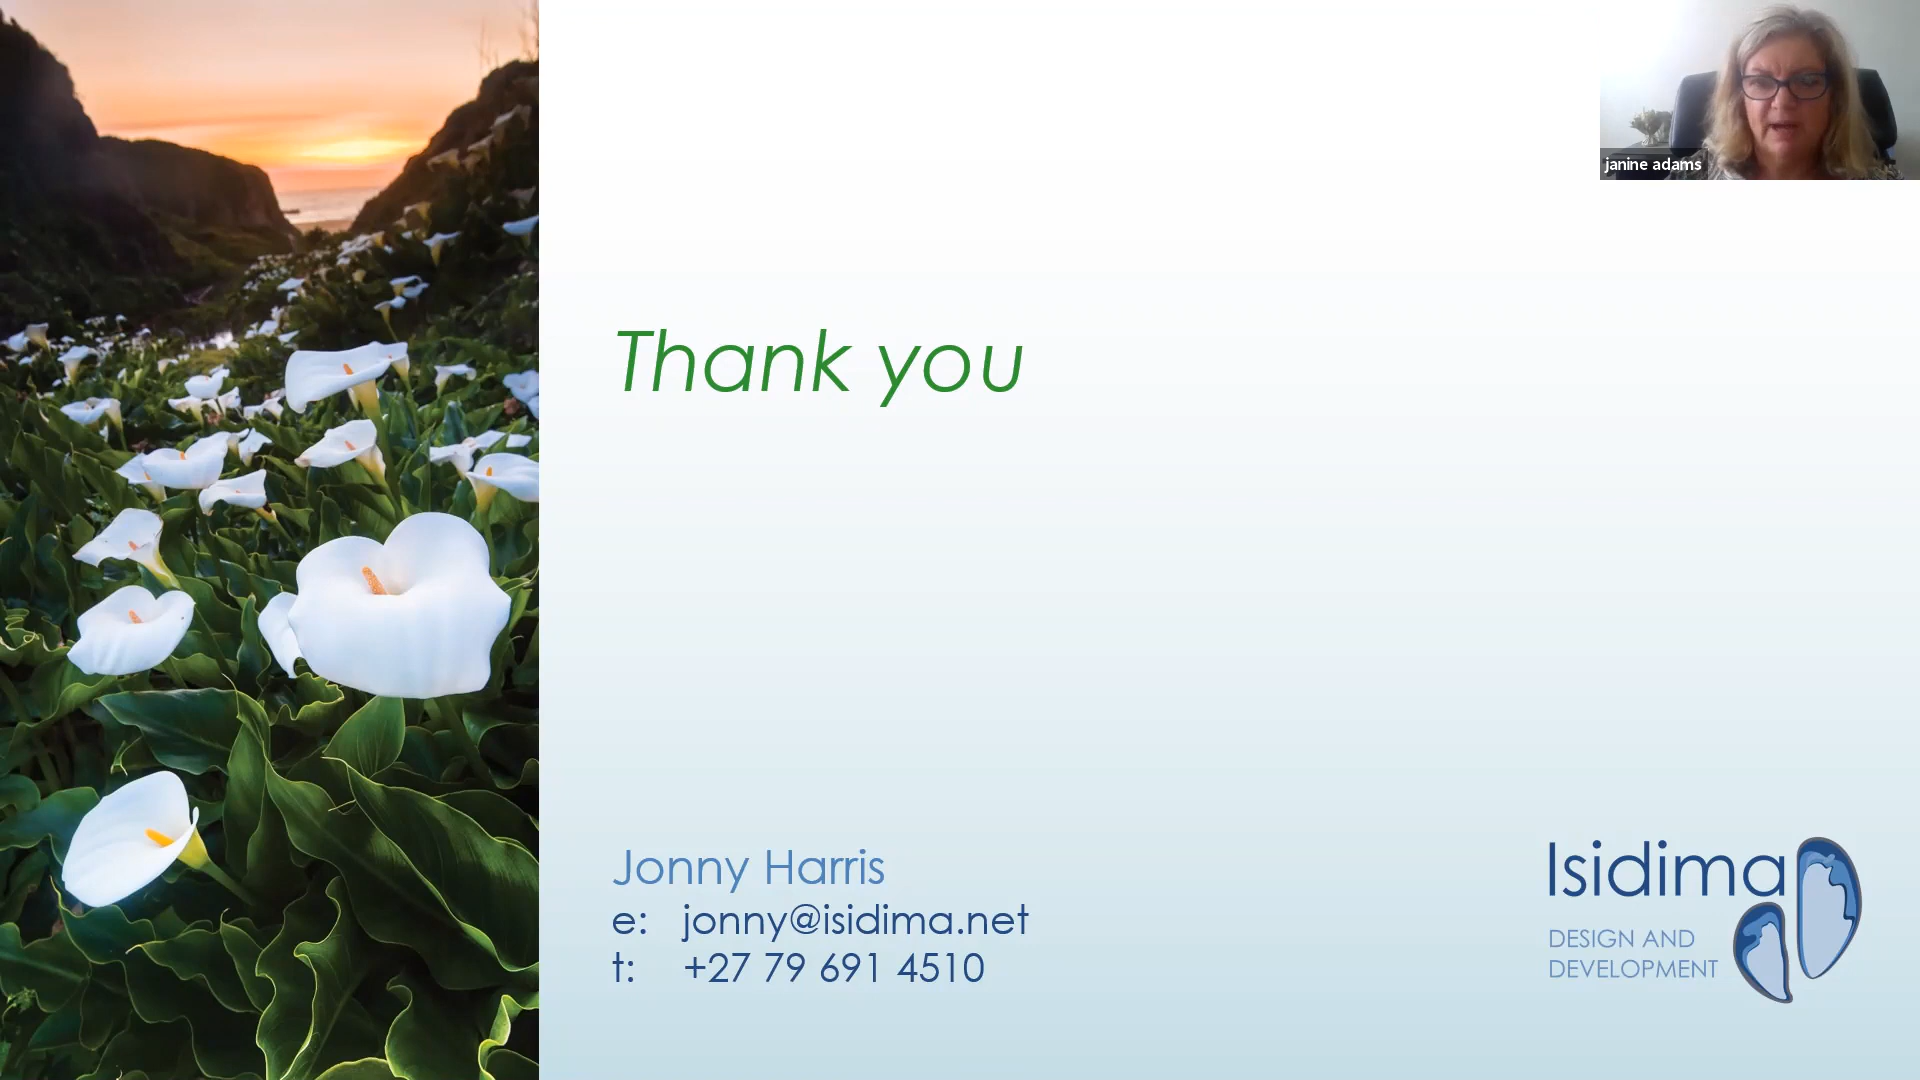 janine adams
Thank you
Jonny Harris
e: jonny@isidima.net
t: +27 79 691 4510
Isidima
DESIGN AND
DEVELOPMENT